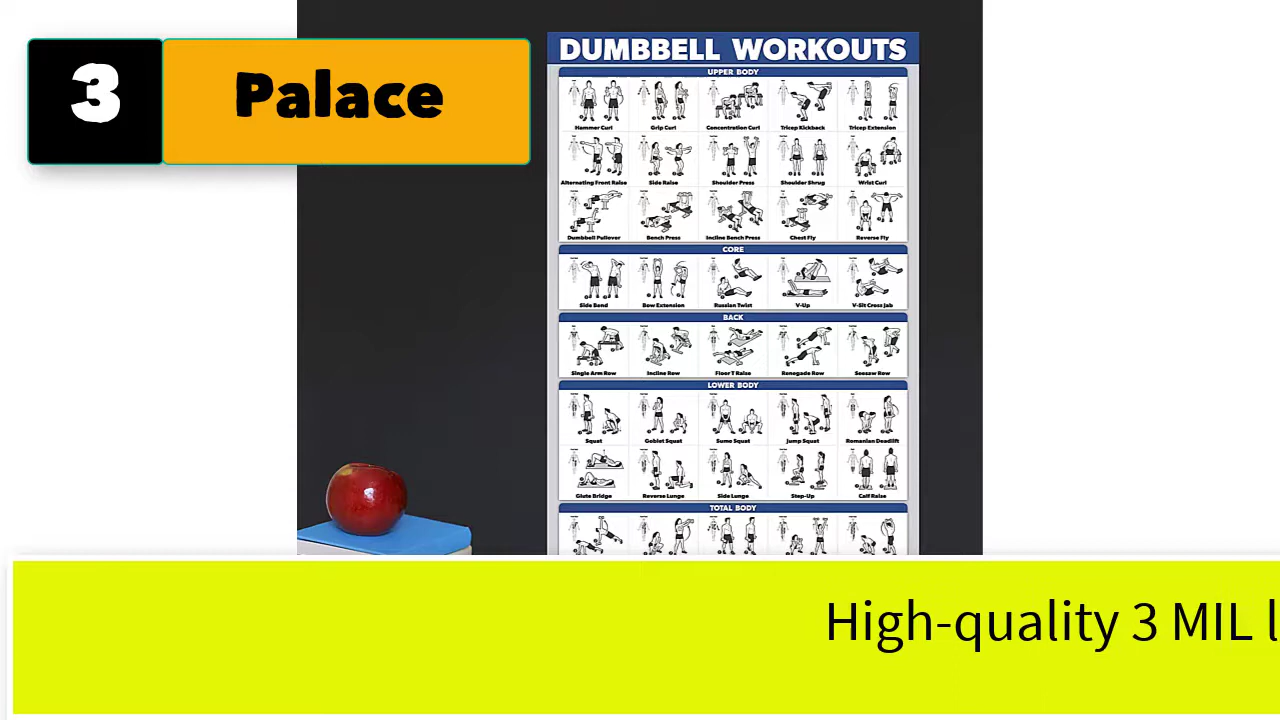 3 Palace
DUMBBELL WORKOUTS
UPPER BODY
Hammer Curl Grip Curl Concentration Curl Tricep Kickback Tricep Extension
Alternating Front Raise Side Raise Shoulder Press Shoulder Shrug Wrist Curl
Dumbbell Pullover Bench Press Incline Bench Press Chest Fly Reverse Fly
CORE
Side Bend Bow Extension Russian Twist V-Up V-Sit Cross Jab
BACK
Single Arm Row Incline Row Floor T Raise Renegade Row Seesaw Row
LOWER BODY
Squat Goblet Squat Sumo Squat Jump Squat Romanian Deadlift
Glute Bridge Reverse Lunge Side Lunge Step-Up Calf Raise
TOTAL BODY
High-quality 3 MIL l